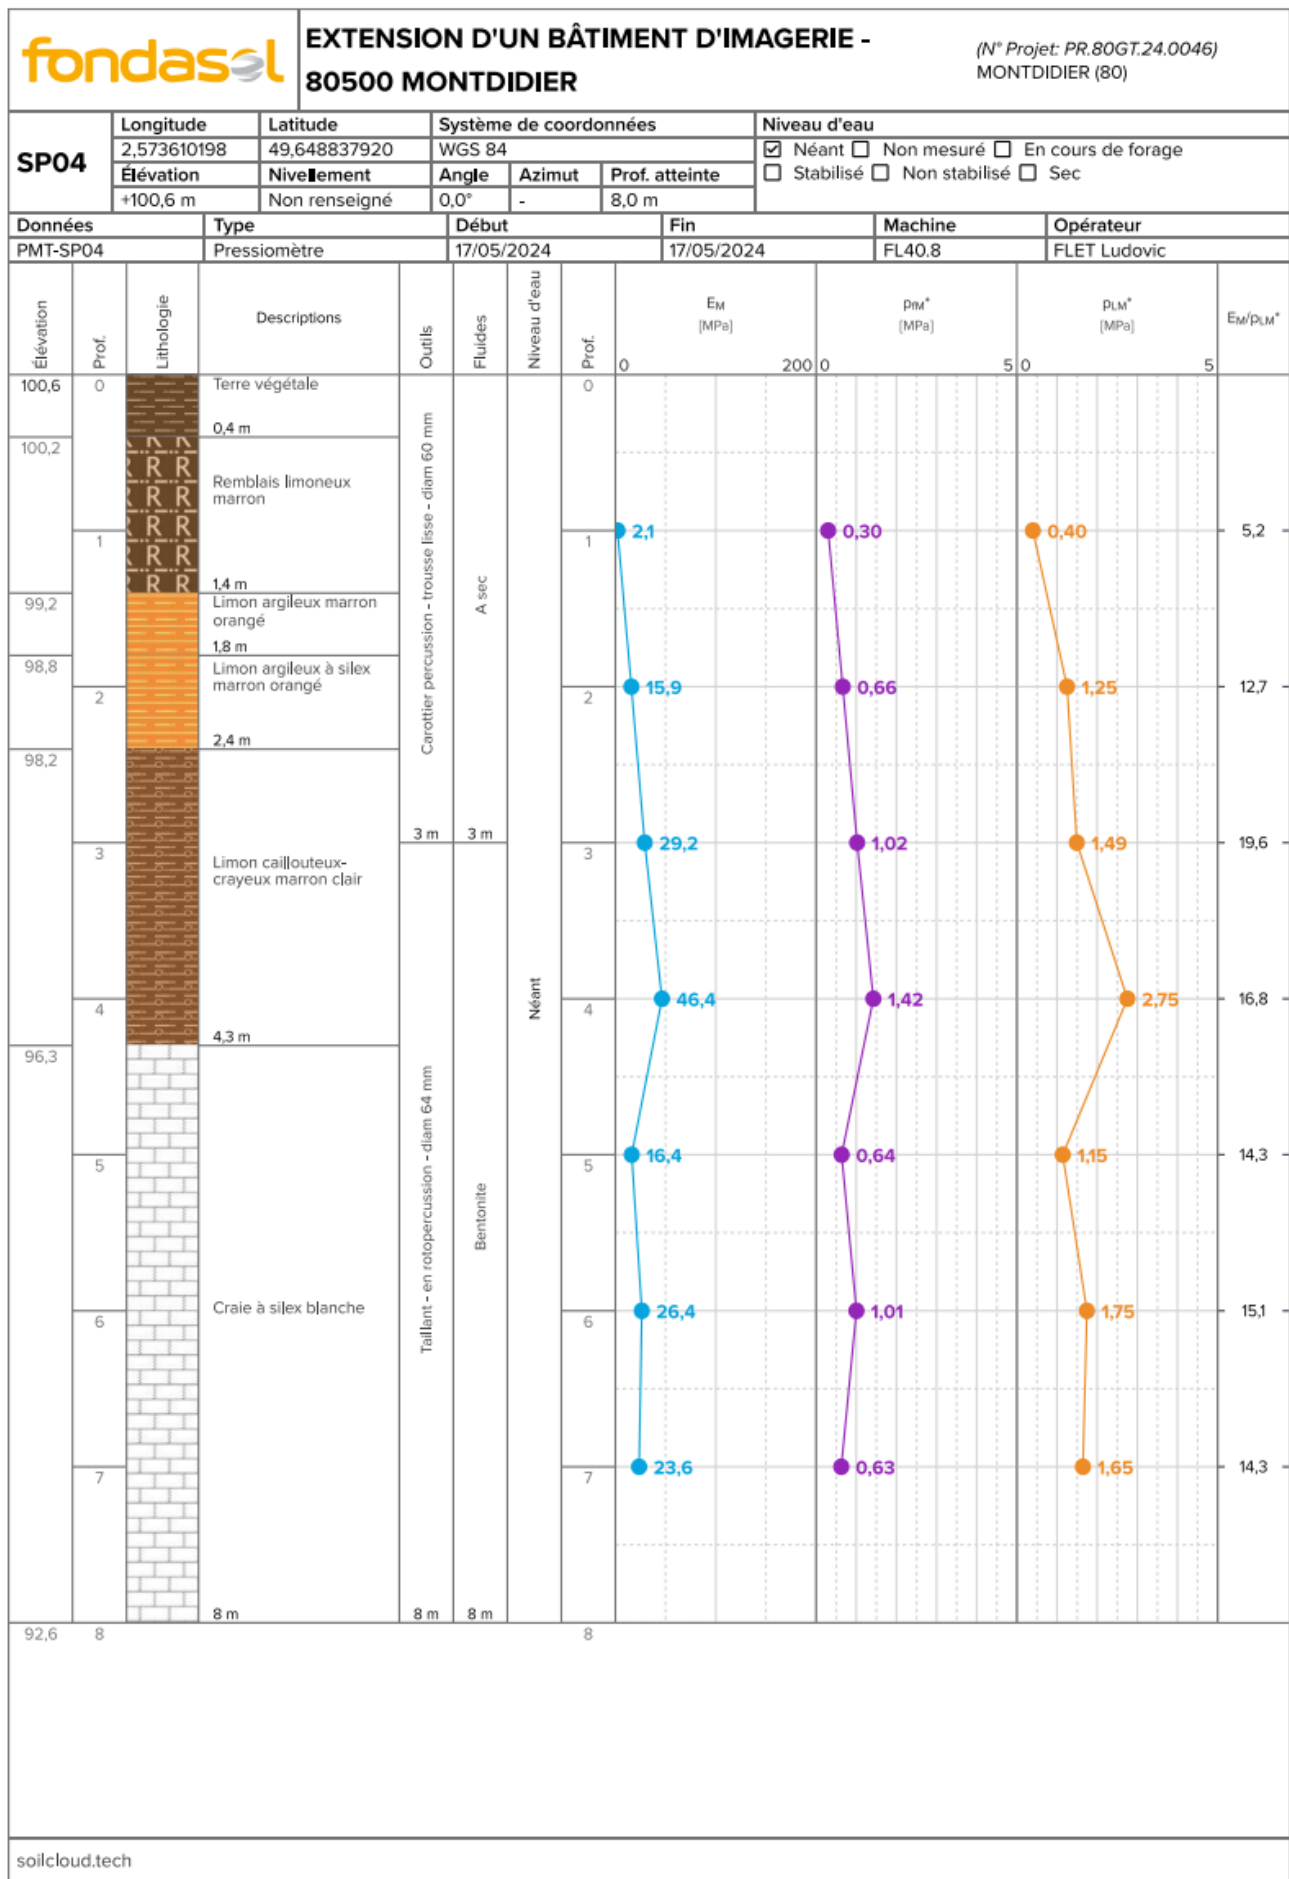 fondasol
EXTENSION D'UN BÂTIMENT D'IMAGERIE -
80500 MONTDIDIER
(N° Projet: PR.80GT.24.0046)
MONTDIDIER (80)
SP04
Longitude Latitude Système de coordonnées Niveau d'eau
2,573610198 49,648837920 WGS 84 Néant Non mesuré En cours de forage
Élévation Nivellement Angle Azimut Prof. atteinte Stabilisé Non stabilisé Sec
+100,6 m Non renseigné 0,0° - 8,0 m
Données Type Début Fin Machine Opérateur
PMT-SP04 Pressiomètre 17/05/2024 17/05/2024 FL40.8 FLET Ludovic
Élévation Prof. Lithologie Descriptions Outils Fluides Niveau d'eau Prof. EM [MPa] pfM* [MPa] pLM* [MPa] EM/pLM*
0 200 0 5 0 5
100,6 0 Terre végétale 0
0,4 m
100,2
R R
Remblais limoneux
marron
R R
R R
1 1 2,1 0,30 0,40 5,2
R R
1,4 m
R R
99,2 Limon argileux marron
orangé
1,8 m
98,8 Limon argileux à silex
marron orangé
2 2 15,9 0,66 1,25 12,7
2,4 m
98,2
Carottier percussion - trousse lisse - diam 60 mm
A sec
3 m 3 m
3 3 29,2 1,02 1,49 19,6
Limon caillouteux-
crayeux marron clair
Néant
4 4 46,4 1,42 2,75 16,8
4,3 m
96,3
5 5 16,4 0,64 1,15 14,3
Taillant - en rotopercussion - diam 64 mm
Bentonite
Craie à silex blanche
6 6 26,4 1,01 1,75 15,1
7 7 23,6 0,63 1,65 14,3
8 m 8 m 8 m
92,6 8 8
soilcloud.tech